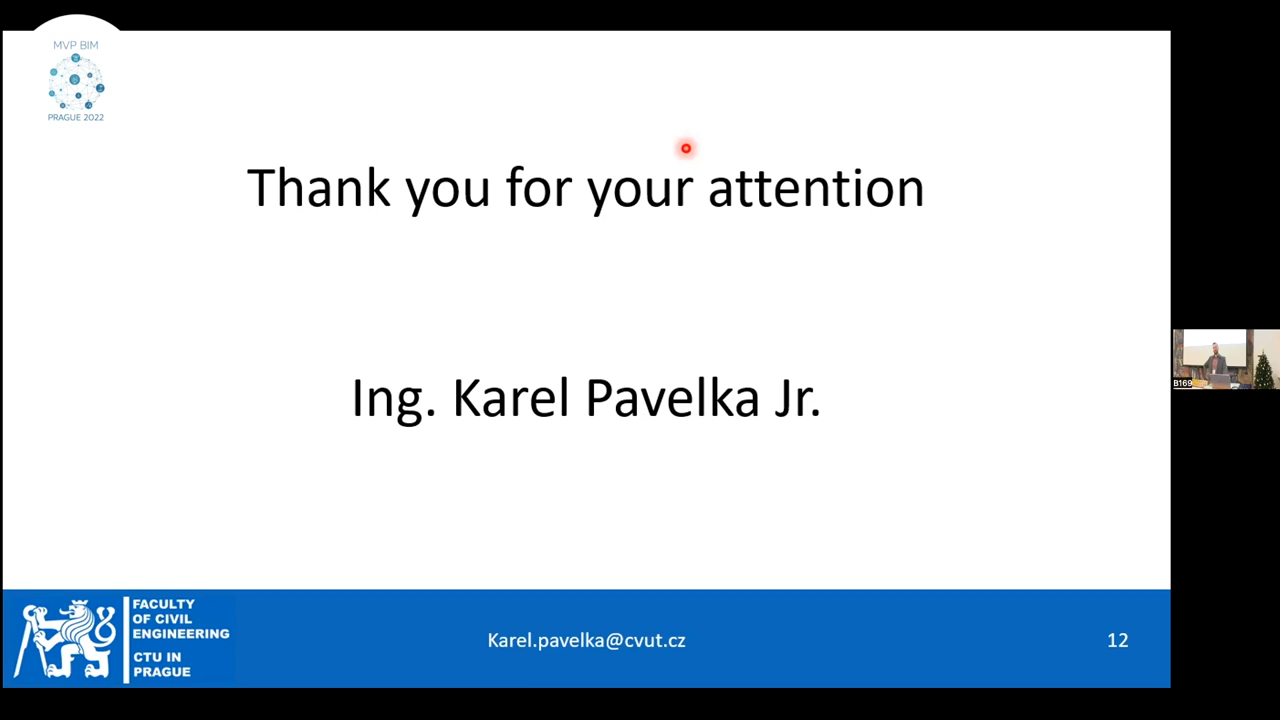 MVP BIM
PRAGUE 2022
Thank you for your attention
Ing. Karel Pavelka Jr.
B169
FACULTY
OF CIVIL
ENGINEERING
CTU IN
PRAGUE
Karel.pavelka@cvut.cz
12